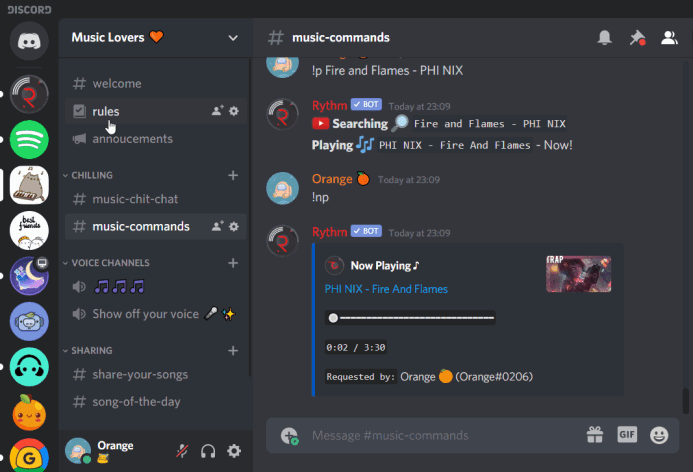 DISCORD
Music Lovers 🧡
welcome
rules
annoucements
CHILLING
music-chit-chat
music-commands
VOICE CHANNELS
🎵🎵🎵
Show off your voice 🎤 ✨
SHARING
share-your-songs
song-of-the-day
Orange
best
friends
# music-commands
!p Fire and Flames - PHI NIX
Rythm ✓ BOT Today at 23:09
Searching 🔎 Fire and Flames - PHI NIX
Playing 🎶 PHI NIX - Fire And Flames - Now!
Orange 🍊 Today at 23:09
!np
Rythm ✓ BOT Today at 23:09
Now Playing ♪
PHI NIX - Fire And Flames
TRAP
0:02 / 3:30
Requested by: Orange 🍊 (Orange#0206)
Message #music-commands
GIF